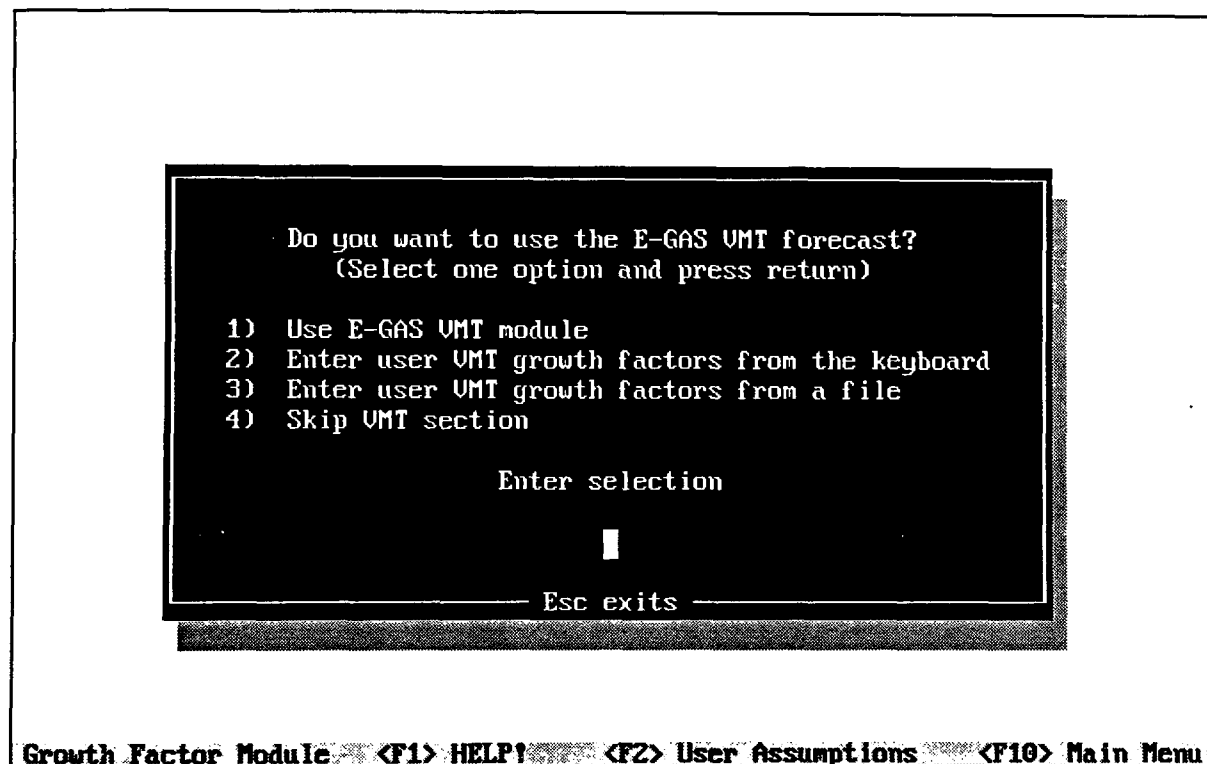 Do you want to use the E-GAS VMT forecast?
(Select one option and press return)
1) Use E-GAS VMT module
2) Enter user VMT growth factors from the keyboard
3) Enter user VMT growth factors from a file
4) Skip VMT section
Enter selection
Esc exits
Growth Factor Module <F1> HELP! <F2> User Assumptions <F10> Main Menu